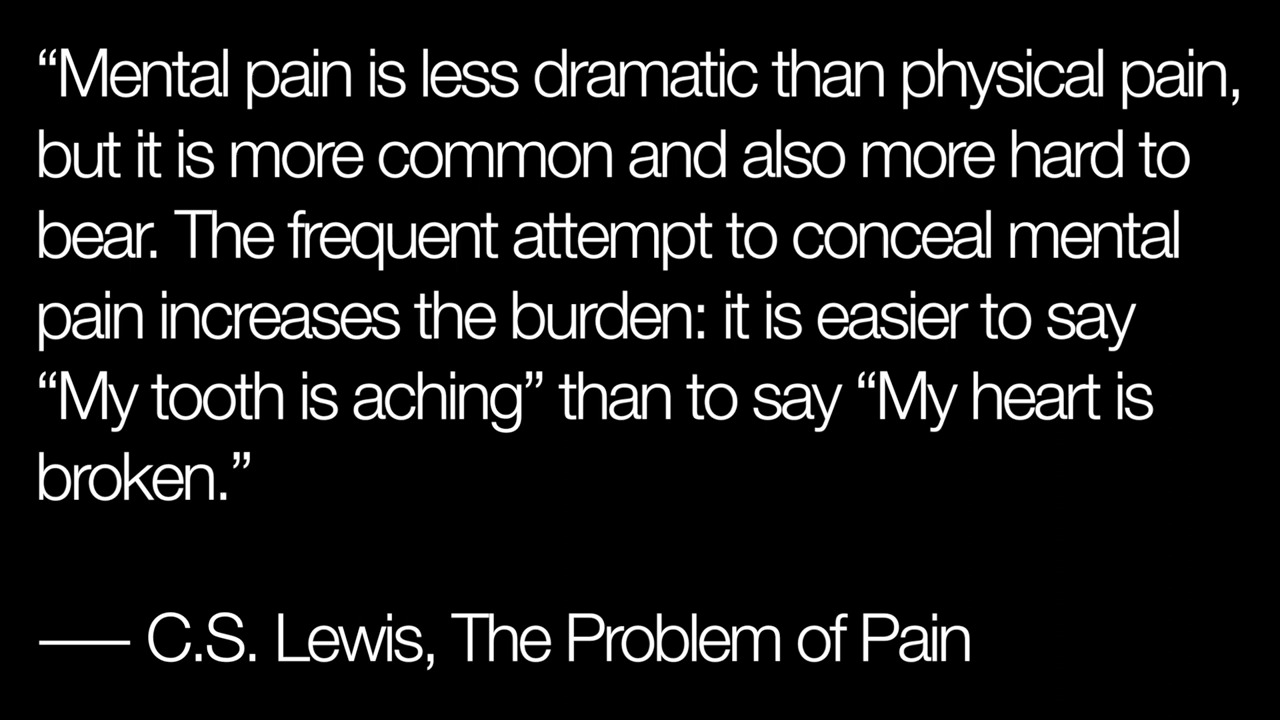 “Mental pain is less dramatic than physical pain,
but it is more common and also more hard to
bear. The frequent attempt to conceal mental
pain increases the burden: it is easier to say
“My tooth is aching” than to say “My heart is
broken.”
—– C.S. Lewis, The Problem of Pain